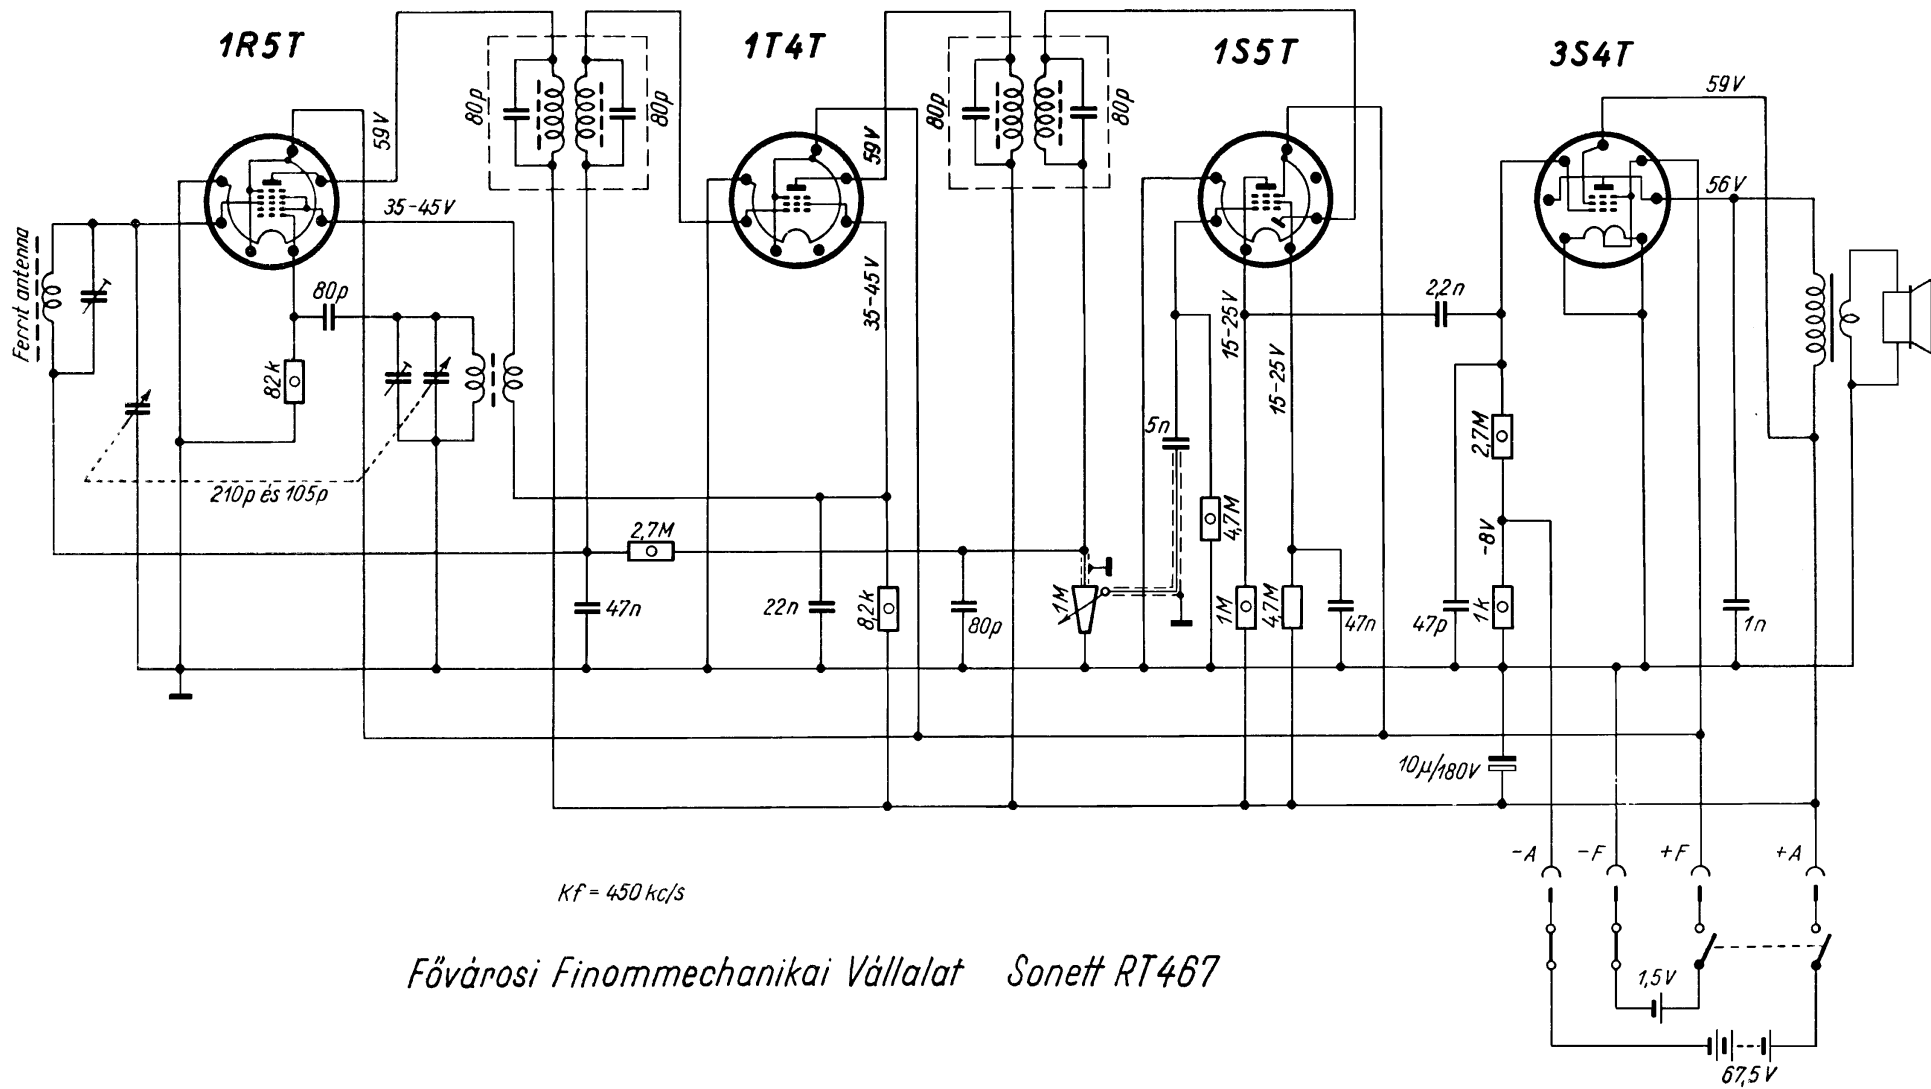 1R5T
1T4T
1S5T
3S4T
59V
80p
80p
59V
80p
80p
59V
56V
35-45V
35-45V
Ferrit antenna
80p
82k
210p és 105p
2,7M
47n
22n
8,2k
80p
1M
5n
4,7M
15-25V
15-25V
1M
4,7M
47n
2,2n
2,7M
-8V
47p
1k
1n
10µ/180V
-A
-F
+F
+A
1,5V
67,5V
Kf = 450 kc/s
Fővárosi Finommechanikai Vállalat Sonett RT467